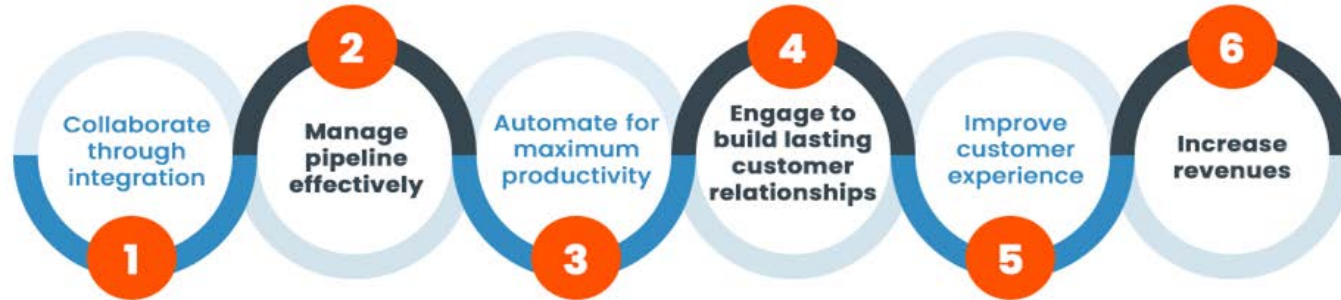 Collaborate
through
integration
1
2
Manage
pipeline
effectively
Automate for
maximum
productivity
3
4
Engage to
build lasting
customer
relationships
Improve
customer
experience
5
6
Increase
revenues